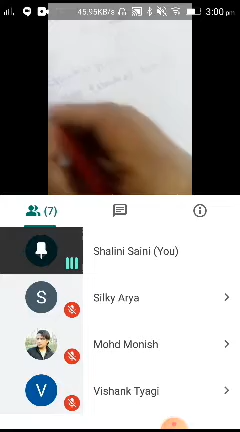 45.95KB/s 3:00 pm
(7)
Shalini Saini (You)
S Silky Arya
Mohd Monish
V Vishank Tyagi